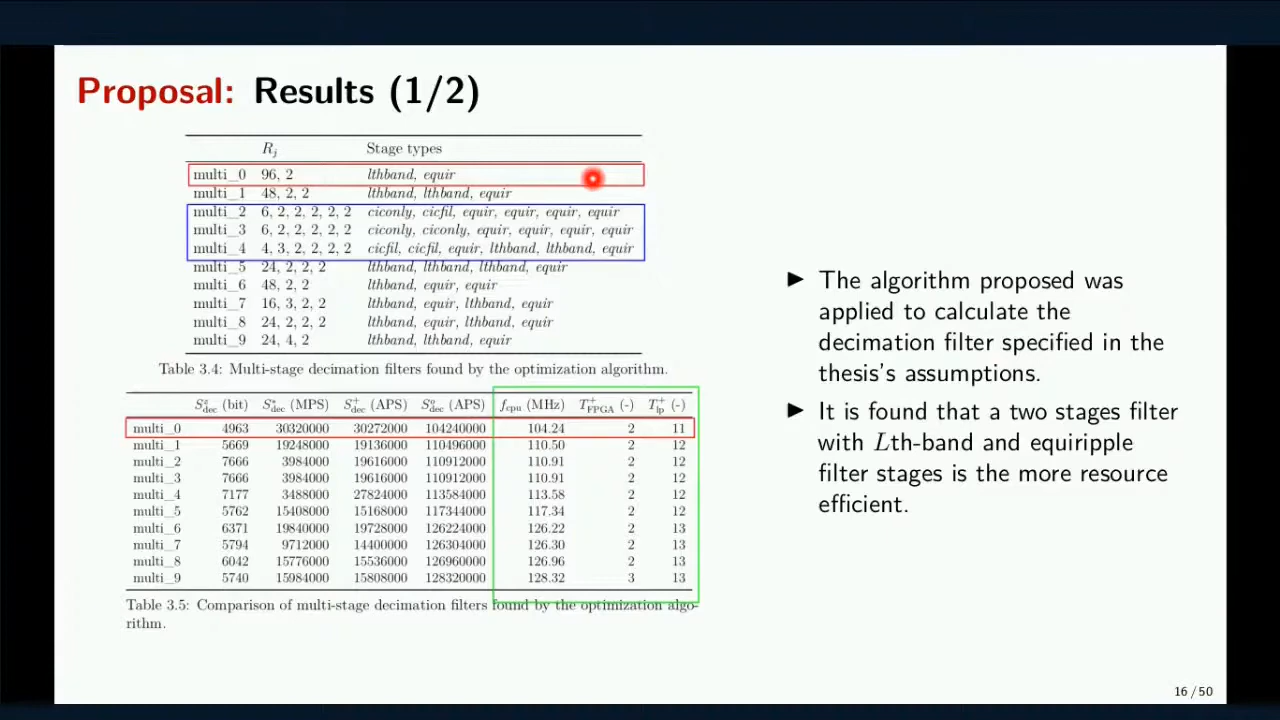 Proposal: Results (1/2)
R_j Stage types
multi_0 96, 2 lthband, equir
multi_1 48, 2, 2 lthband, lthband, equir
multi_2 6, 2, 2, 2, 2, 2 ciconly, cicfil, equir, equir, equir, equir
multi_3 6, 2, 2, 2, 2, 2 ciconly, ciconly, equir, equir, equir, equir
multi_4 4, 3, 2, 2, 2, 2 cicfil, cicfil, equir, lthband, lthband, equir
multi_5 24, 2, 2, 2 lthband, lthband, lthband, equir
multi_6 48, 2, 2 lthband, equir, equir
multi_7 16, 3, 2, 2 lthband, equir, lthband, equir
multi_8 24, 2, 2, 2 lthband, equir, lthband, equir
multi_9 24, 4, 2 lthband, lthband, equir
Table 3.4: Multi-stage decimation filters found by the optimization algorithm.
S^s_dec (bit) S^*_dec (MPS) S^+_dec (APS) S^o_dec (APS) f_cpu (MHz) T^+_FPGA (-) T^+_lp (-)
multi_0 4963 30320000 30272000 104240000 104.24 2 11
multi_1 5669 19248000 19136000 110496000 110.50 2 12
multi_2 7666 3984000 19616000 110912000 110.91 2 12
multi_3 7666 3984000 19616000 110912000 110.91 2 12
multi_4 7177 3488000 27824000 113584000 113.58 2 12
multi_5 5762 15408000 15168000 117344000 117.34 2 12
multi_6 6371 19840000 19728000 126224000 126.22 2 13
multi_7 5794 9712000 14400000 126304000 126.30 2 13
multi_8 6042 15776000 15536000 126960000 126.96 2 13
multi_9 5740 15984000 15808000 128320000 128.32 3 13
Table 3.5: Comparison of multi-stage decimation filters found by the optimization algo-
rithm.
► The algorithm proposed was
applied to calculate the
decimation filter specified in the
thesis's assumptions.
► It is found that a two stages filter
with Lth-band and equiripple
filter stages is the more resource
efficient.
16 / 50